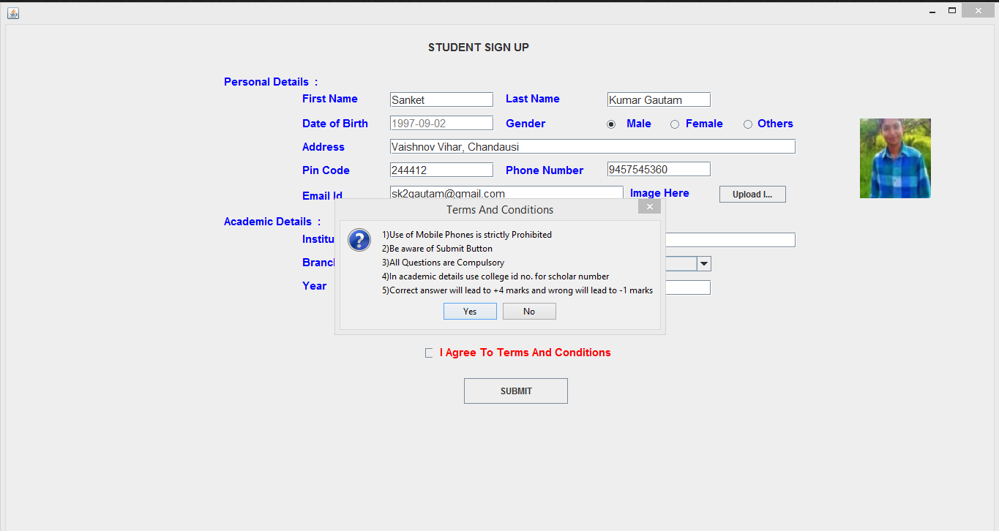 STUDENT SIGN UP
Personal Details :
First Name Sanket Last Name Kumar Gautam
Date of Birth 1997-09-02 Gender Male Female Others
Address Vaishnov Vihar, Chandausi
Pin Code 244412 Phone Number 9457545360
Email Id sk2gautam@gmail.com Image Here Upload I...
Terms And Conditions
Academic Details :
1)Use of Mobile Phones is strictly Prohibited
2)Be aware of Submit Button
3)All Questions are Compulsory
4)In academic details use college id no. for scholar number
5)Correct answer will lead to +4 marks and wrong will lead to -1 marks
Yes No
Year
I Agree To Terms And Conditions
SUBMIT